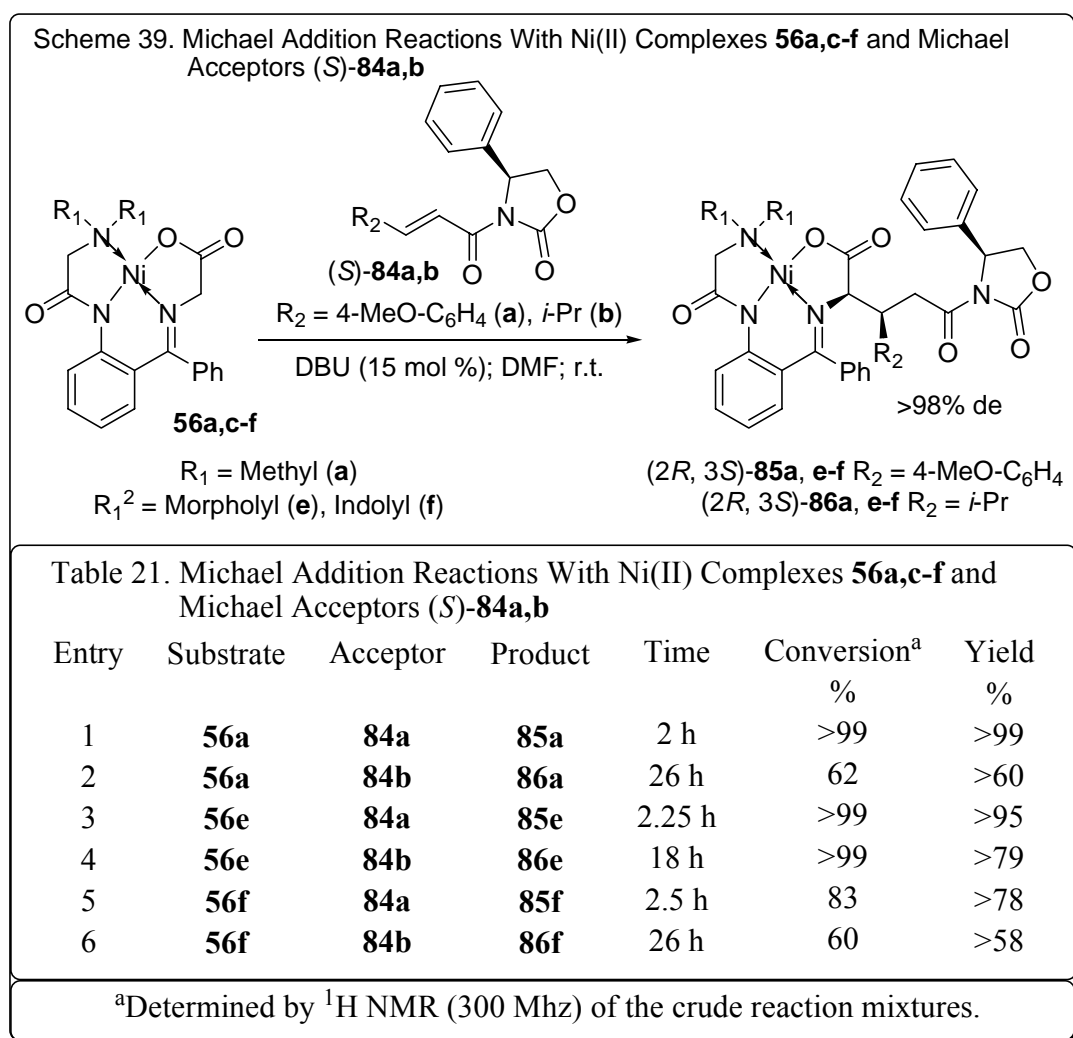 Scheme 39. Michael Addition Reactions With Ni(II) Complexes 56a,c-f and Michael
Acceptors (S)-84a,b
R1 R1
N O O
Ni
O N N
Ph
56a,c-f
R1 = Methyl (a)
R1² = Morpholyl (e), Indolyl (f)
R2 N O
O O
(S)-84a,b
R2 = 4-MeO-C6H4 (a), i-Pr (b)
DBU (15 mol %); DMF; r.t.
R1 R1
N O O
Ni
O N N
Ph R2 O N O O
>98% de
(2R, 3S)-85a, e-f R2 = 4-MeO-C6H4
(2R, 3S)-86a, e-f R2 = i-Pr
Table 21. Michael Addition Reactions With Ni(II) Complexes 56a,c-f and
Michael Acceptors (S)-84a,b
Entry Substrate Acceptor Product Time Conversionᵃ Yield
% %
1 56a 84a 85a 2 h >99 >99
2 56a 84b 86a 26 h 62 >60
3 56e 84a 85e 2.25 h >99 >95
4 56e 84b 86e 18 h >99 >79
5 56f 84a 85f 2.5 h 83 >78
6 56f 84b 86f 26 h 60 >58
ᵃDetermined by ¹H NMR (300 Mhz) of the crude reaction mixtures.